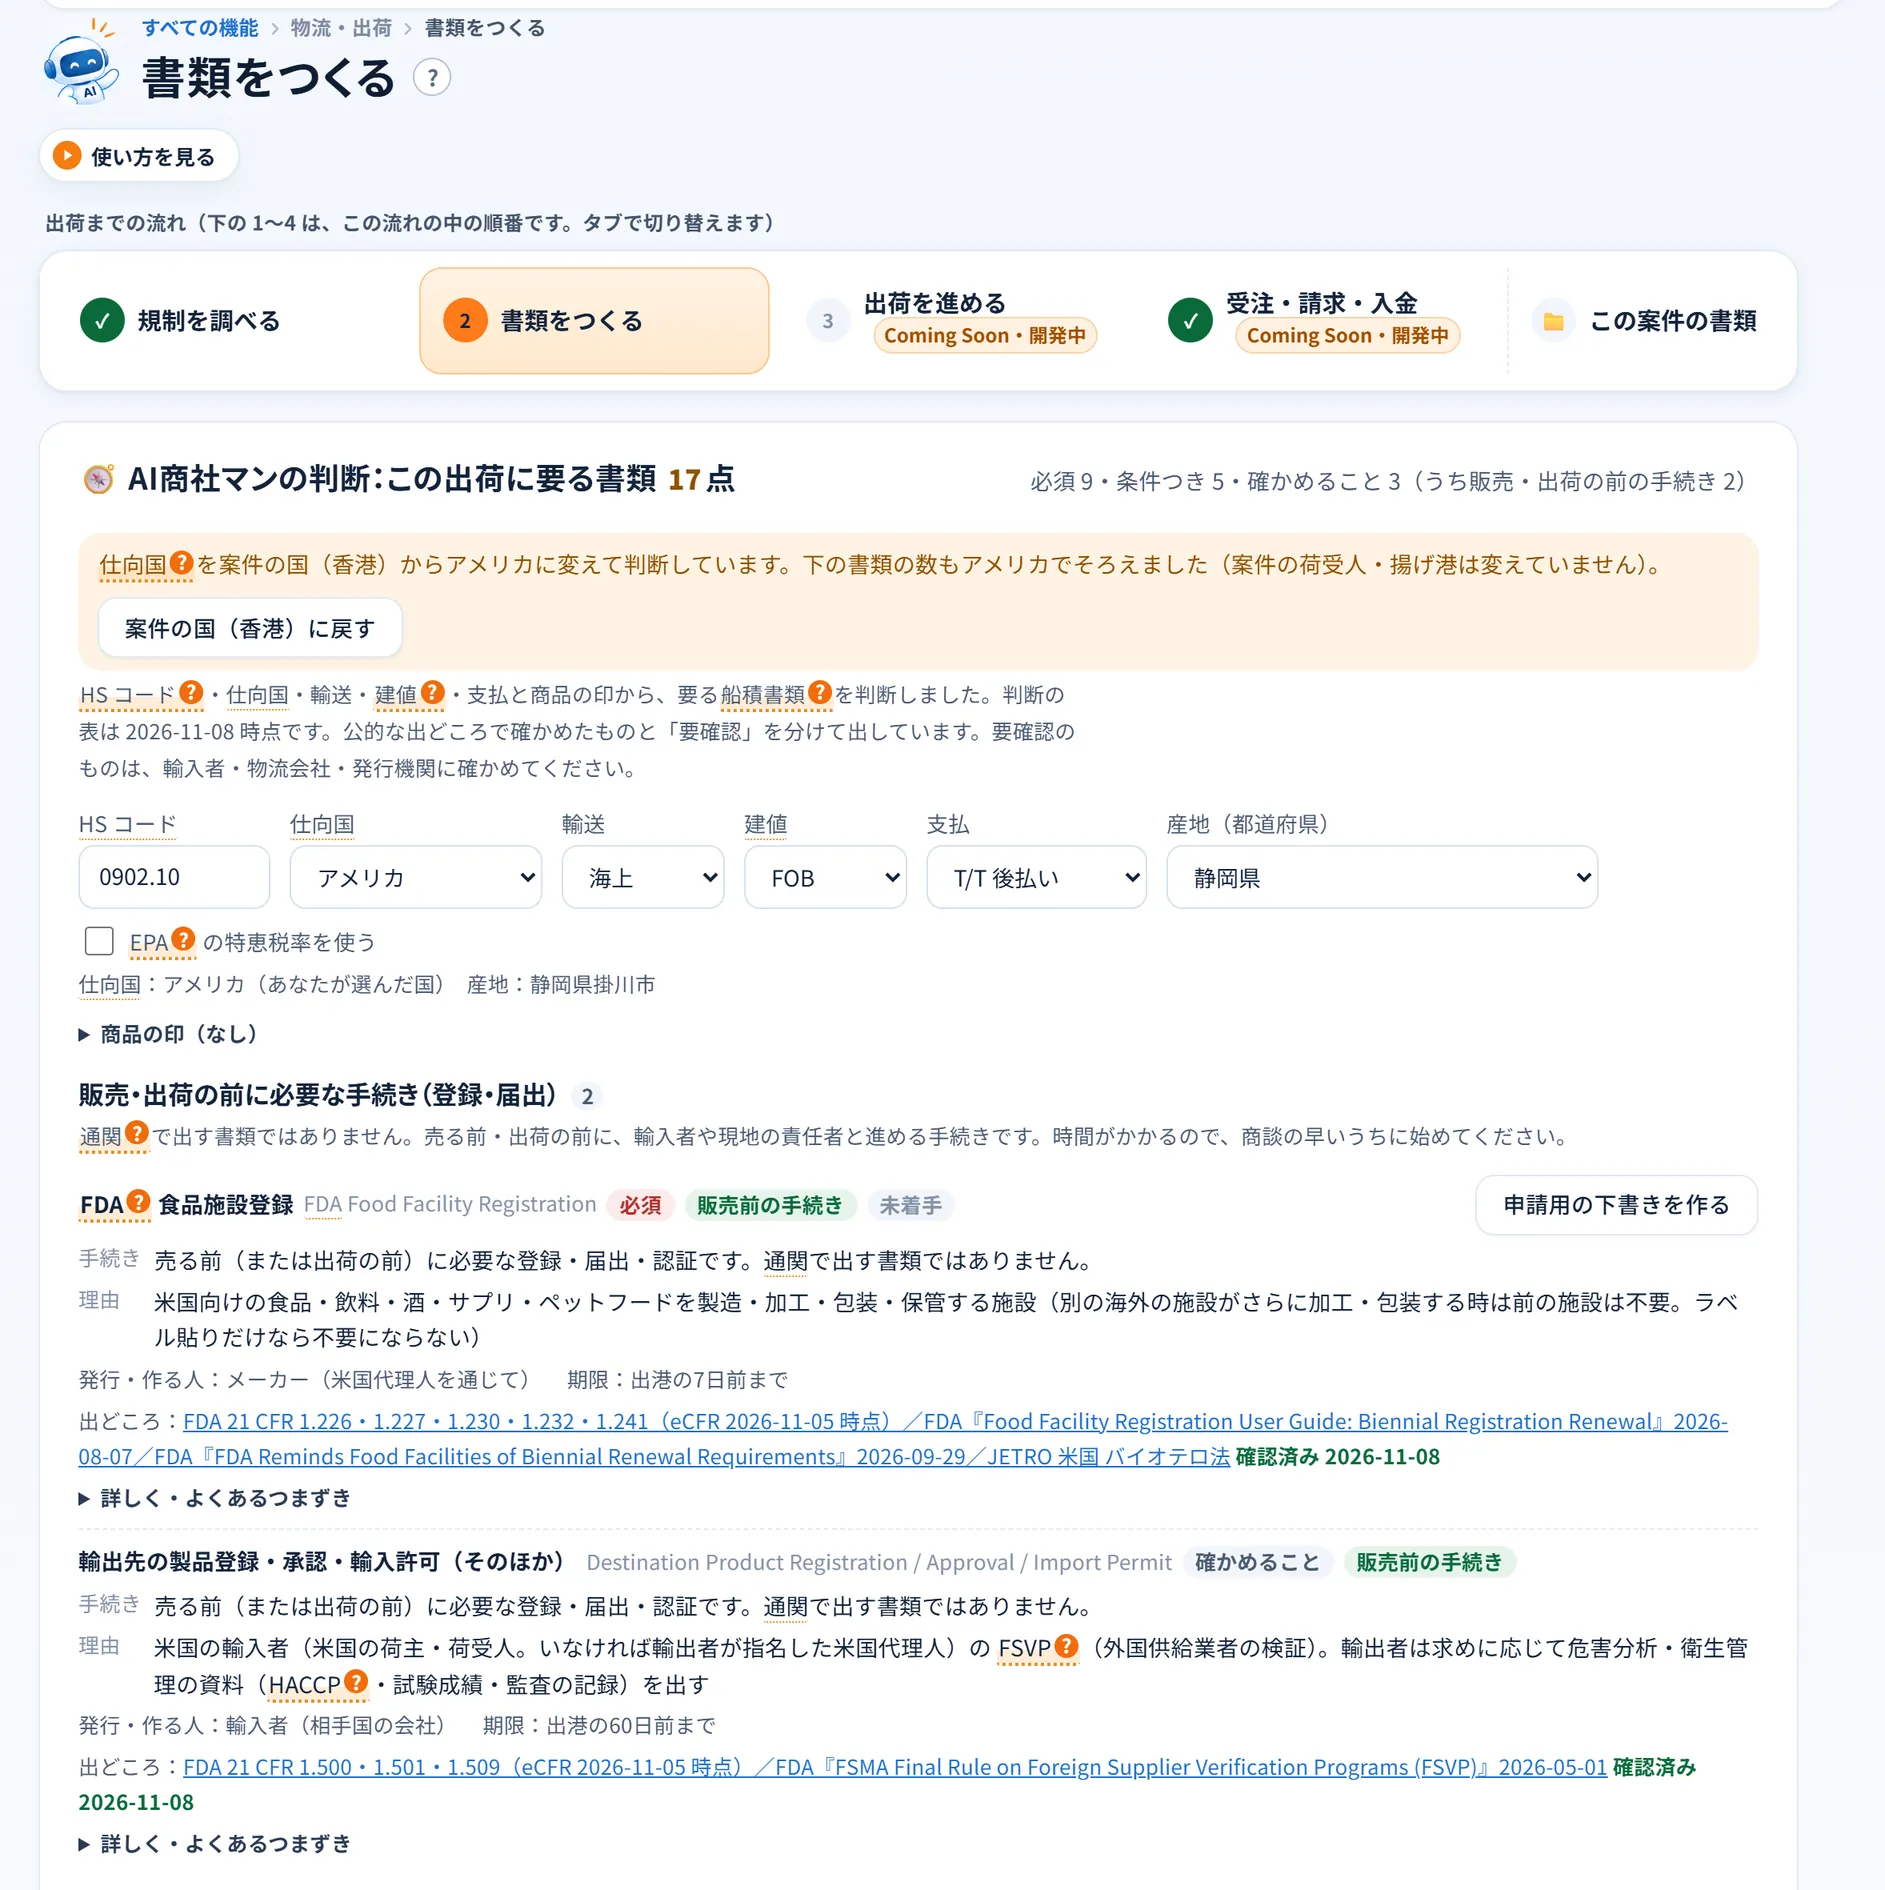 すべての機能 › 物流・出荷 › 書類をつくる
AI
書類をつくる ?
使い方を見る
出荷までの流れ（下の 1〜4 は、この流れの中の順番です。タブで切り替えます）
✓ 規制を調べる
2 書類をつくる
3 出荷を進める
Coming Soon・開発中
✓ 受注・請求・入金
Coming Soon・開発中
この案件の書類
AI商社マンの判断：この出荷に要る書類 17点
必須 9・条件つき 5・確かめること 3（うち販売・出荷の前の手続き 2）
仕向国?を案件の国（香港）からアメリカに変えて判断しています。下の書類の数もアメリカでそろえました（案件の荷受人・揚げ港は変えていません）。
案件の国（香港）に戻す
HS コード?・仕向国・輸送・建値?・支払と商品の印から、要る船積書類?を判断しました。判断の
表は 2026-11-08 時点です。公的な出どころで確かめたものと「要確認」を分けて出しています。要確認の
ものは、輸入者・物流会社・発行機関に確かめてください。
HS コード 仕向国 輸送 建値 支払 産地（都道府県）
0902.10 アメリカ 海上 FOB T/T 後払い 静岡県
EPA? の特恵税率を使う
仕向国：アメリカ（あなたが選んだ国） 産地：静岡県掛川市
▶ 商品の印（なし）
販売・出荷の前に必要な手続き（登録・届出） 2
通関?で出す書類ではありません。売る前・出荷の前に、輸入者や現地の責任者と進める手続きです。時間がかかるので、商談の早いうちに始めてください。
FDA? 食品施設登録 FDA Food Facility Registration 必須 販売前の手続き 未着手
申請用の下書きを作る
手続き 売る前（または出荷の前）に必要な登録・届出・認証です。通関で出す書類ではありません。
理由 米国向けの食品・飲料・酒・サプリ・ペットフードを製造・加工・包装・保管する施設（別の海外の施設がさらに加工・包装する時は前の施設は不要。ラベ
ル貼りだけなら不要にならない）
発行・作る人：メーカー（米国代理人を通じて） 期限：出港の7日前まで
出どころ：FDA 21 CFR 1.226・1.227・1.230・1.232・1.241（eCFR 2026-11-05 時点）／FDA『Food Facility Registration User Guide: Biennial Registration Renewal』2026-
08-07／FDA『FDA Reminds Food Facilities of Biennial Renewal Requirements』2026-09-29／JETRO 米国 バイオテロ法 確認済み 2026-11-08
▶ 詳しく・よくあるつまずき
輸出先の製品登録・承認・輸入許可（そのほか） Destination Product Registration / Approval / Import Permit 確かめること 販売前の手続き
手続き 売る前（または出荷の前）に必要な登録・届出・認証です。通関で出す書類ではありません。
理由 米国の輸入者（米国の荷主・荷受人。いなければ輸出者が指名した米国代理人）の FSVP?（外国供給業者の検証）。輸出者は求めに応じて危害分析・衛生管
理の資料（HACCP?・試験成績・監査の記録）を出す
発行・作る人：輸入者（相手国の会社） 期限：出港の60日前まで
出どころ：FDA 21 CFR 1.500・1.501・1.509（eCFR 2026-11-05 時点）／FDA『FSMA Final Rule on Foreign Supplier Verification Programs (FSVP)』2026-05-01 確認済み
2026-11-08
▶ 詳しく・よくあるつまずき